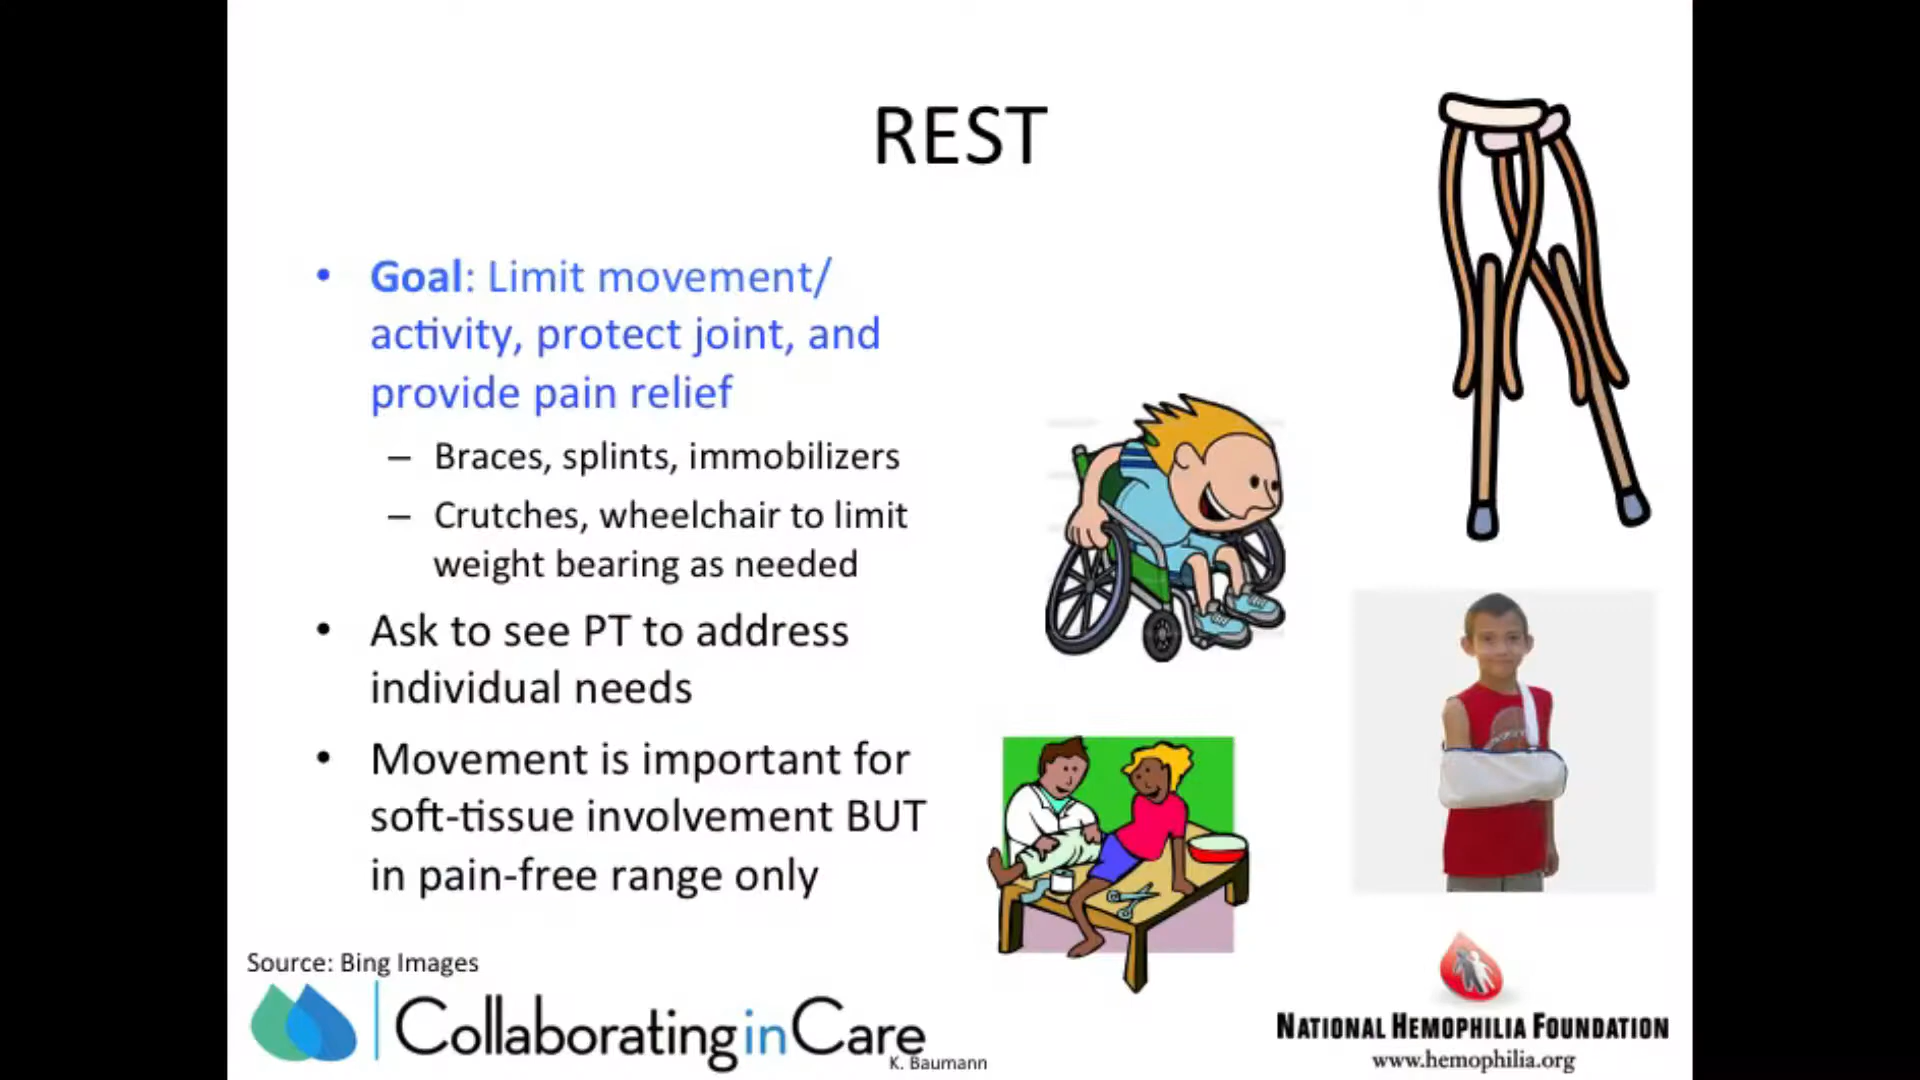 REST
• Goal: Limit movement/
activity, protect joint, and
provide pain relief
– Braces, splints, immobilizers
– Crutches, wheelchair to limit
weight bearing as needed
• Ask to see PT to address
individual needs
• Movement is important for
soft-tissue involvement BUT
in pain-free range only
Source: Bing Images
CollaboratinginCare
K. Baumann
NATIONAL HEMOPHILIA FOUNDATION
www.hemophilia.org